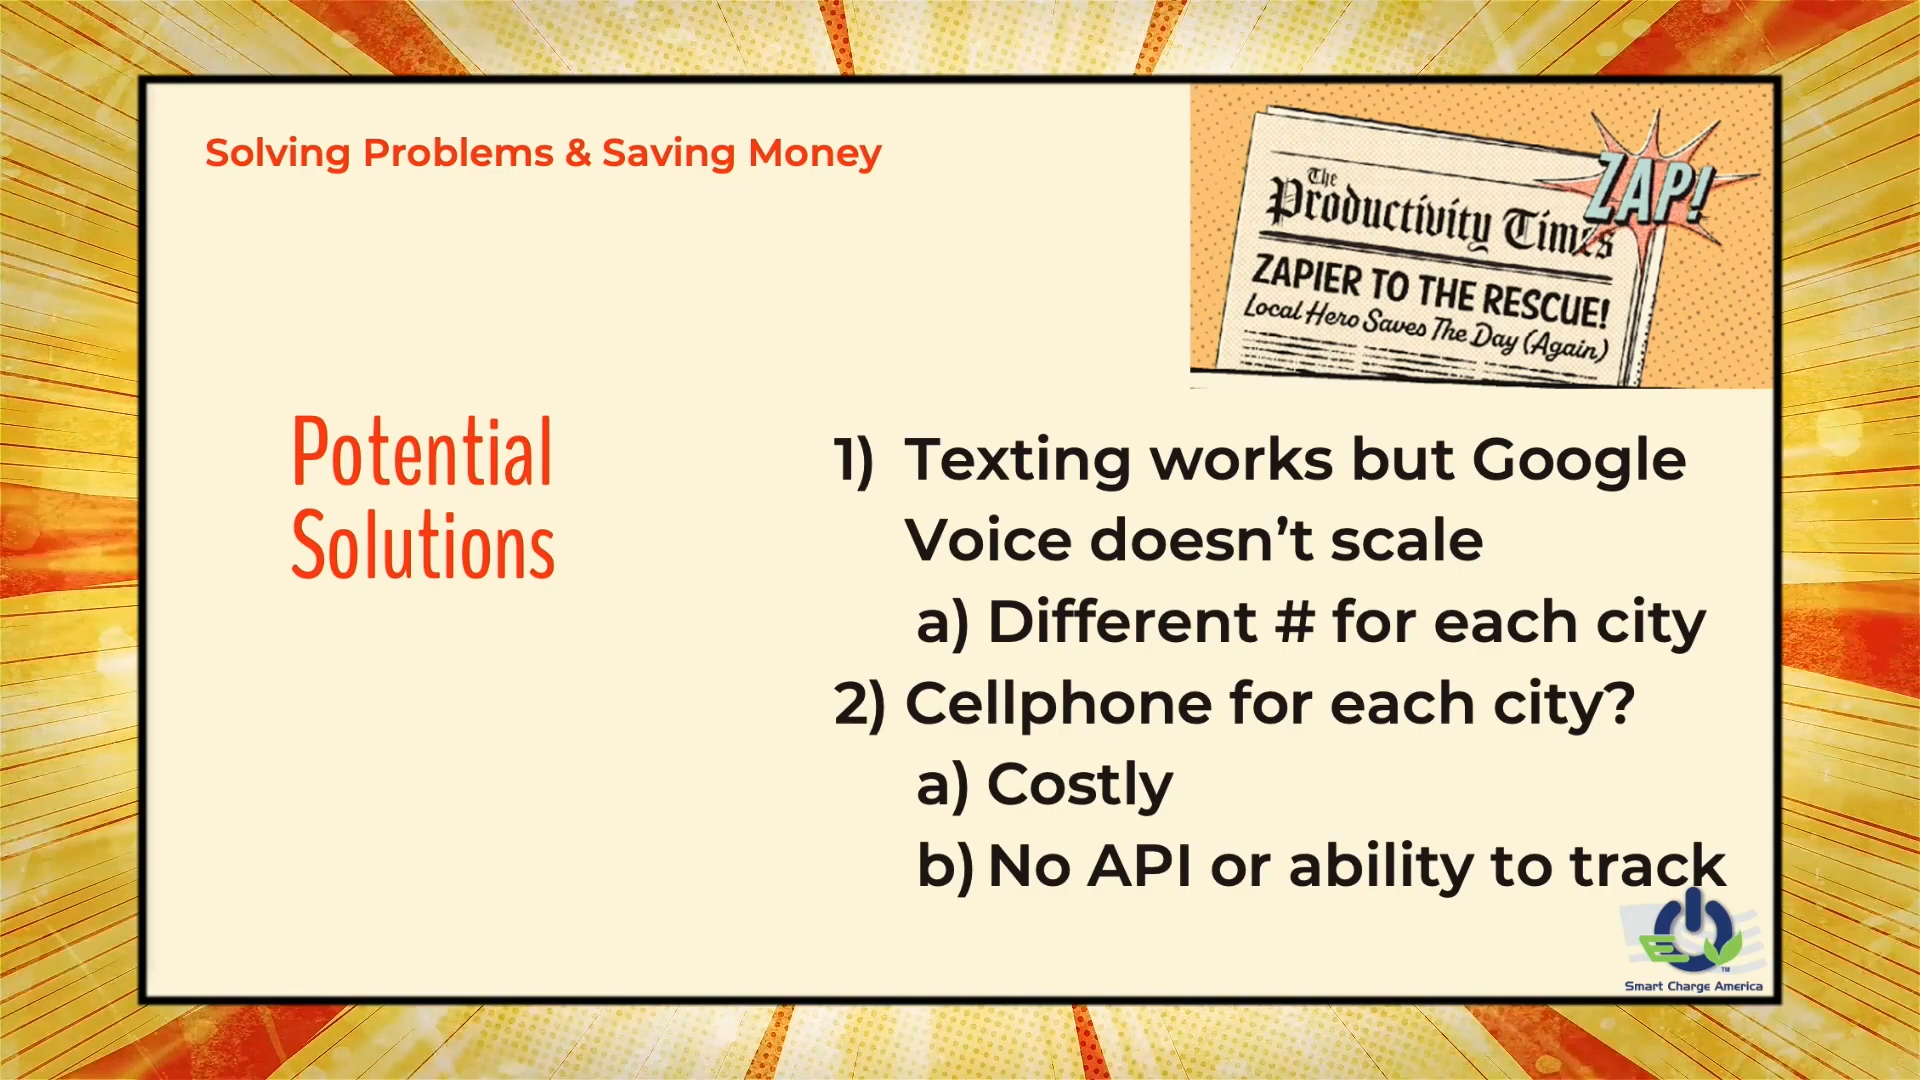 Solving Problems & Saving Money
The
Productivity Times
ZAP!
ZAPIER TO THE RESCUE!
Local Hero Saves The Day (Again)
Potential
Solutions
1) Texting works but Google
Voice doesn’t scale
a) Different # for each city
2) Cellphone for each city?
a) Costly
b) No API or ability to track
TM
Smart Charge America